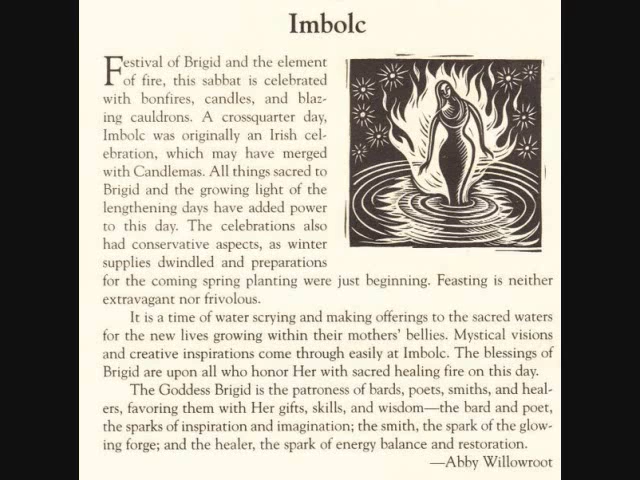 Imbolc
Festival of Brigid and the element
of fire, this sabbat is celebrated
with bonfires, candles, and blaz-
ing cauldrons. A crossquarter day,
Imbolc was originally an Irish cel-
ebration, which may have merged
with Candlemas. All things sacred to
Brigid and the growing light of the
lengthening days have added power
to this day. The celebrations also
had conservative aspects, as winter
supplies dwindled and preparations
for the coming spring planting were just beginning. Feasting is neither
extravagant nor frivolous.
It is a time of water scrying and making offerings to the sacred waters
for the new lives growing within their mothers' bellies. Mystical visions
and creative inspirations come through easily at Imbolc. The blessings of
Brigid are upon all who honor Her with sacred healing fire on this day.
The Goddess Brigid is the patroness of bards, poets, smiths, and heal-
ers, favoring them with Her gifts, skills, and wisdom—the bard and poet,
the sparks of inspiration and imagination; the smith, the spark of the glow-
ing forge; and the healer, the spark of energy balance and restoration.
—Abby Willowroot